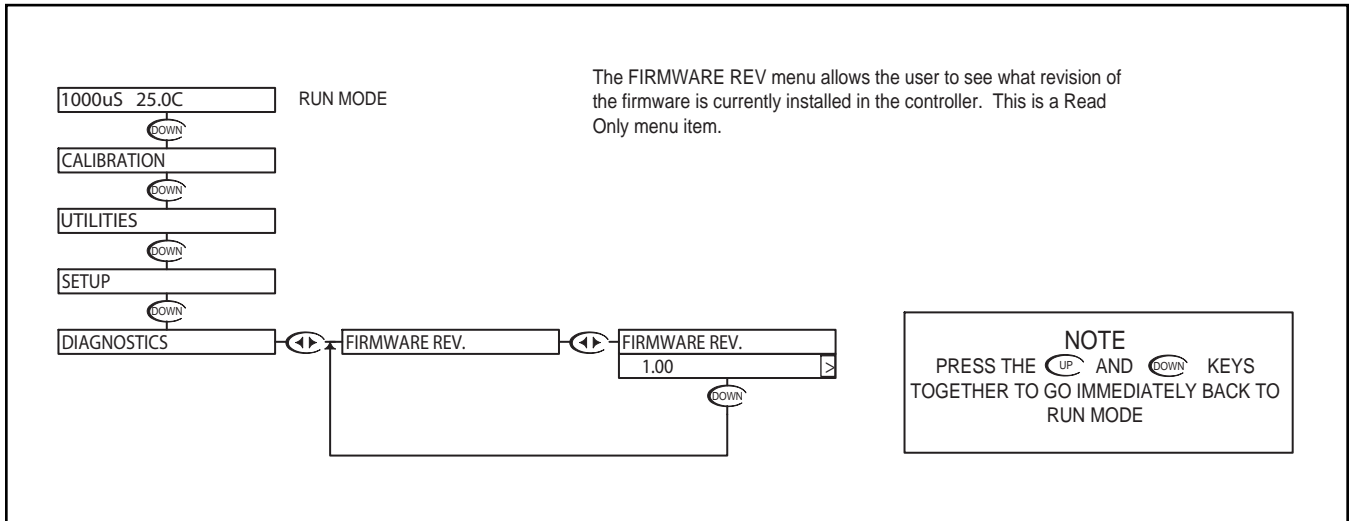 1000uS 25.0C
RUN MODE
The FIRMWARE REV menu allows the user to see what revision of
the firmware is currently installed in the controller. This is a Read
Only menu item.
DOWN
CALIBRATION
DOWN
UTILITIES
DOWN
SETUP
DOWN
DIAGNOSTICS
FIRMWARE REV.
FIRMWARE REV.
1.00 >
DOWN
NOTE
PRESS THE UP AND DOWN KEYS
TOGETHER TO GO IMMEDIATELY BACK TO
RUN MODE